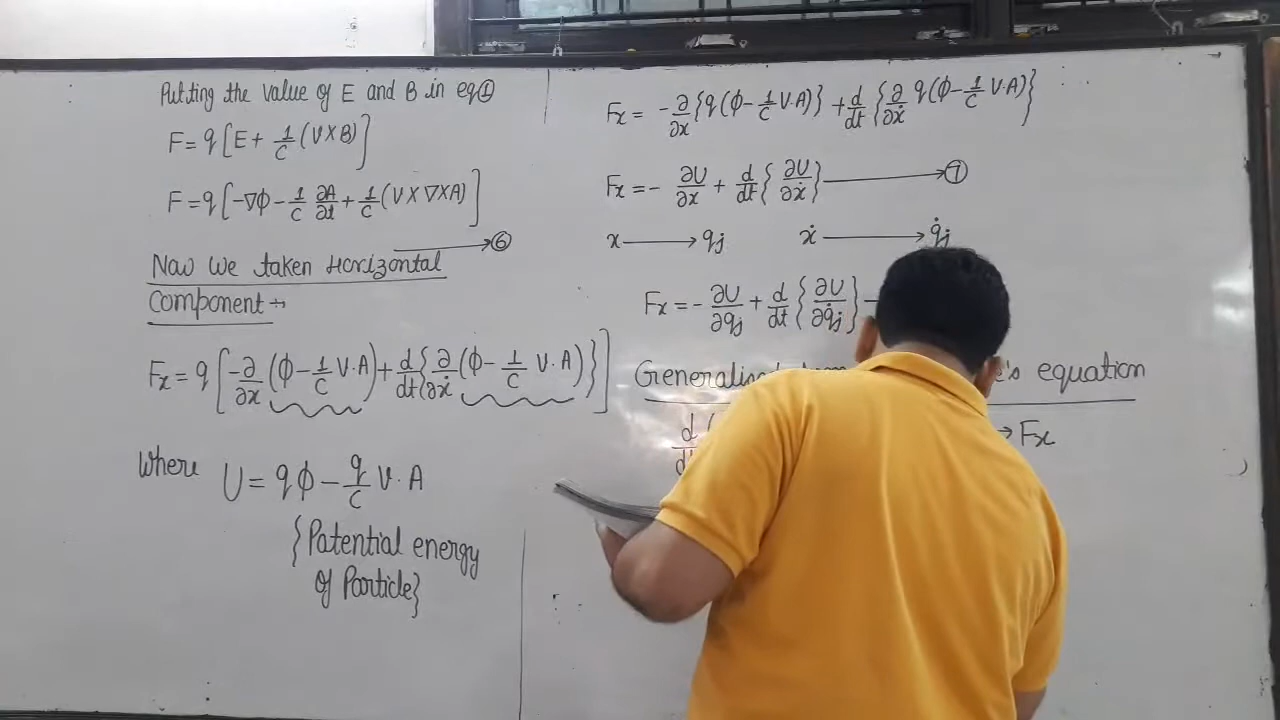 Putting the value of E and B in eq①
F = q[E + 1/C (V×B)]
F = q[-∇ϕ - 1/C ∂A/∂t + 1/C (V×∇×A)]
→⑥
Now We taken Horizontal
Component →
Fx = q[-∂/∂x (ϕ - 1/C V·A) + d/dt{∂/∂ẋ (ϕ - 1/C V·A)}]
Where U = qϕ - q/C V·A
{Patential energy
of Particle}
Fx = -∂/∂x {q(ϕ - 1/C V·A)} + d/dt {∂/∂ẋ q(ϕ - 1/C V·A)}
Fx = - ∂U/∂x + d/dt {∂U/∂ẋ} →⑦
x → qj ẋ → q̇j
Fx = - ∂U/∂qj + d/dt {∂U/∂q̇j}
equation
d/dt ( → Fx